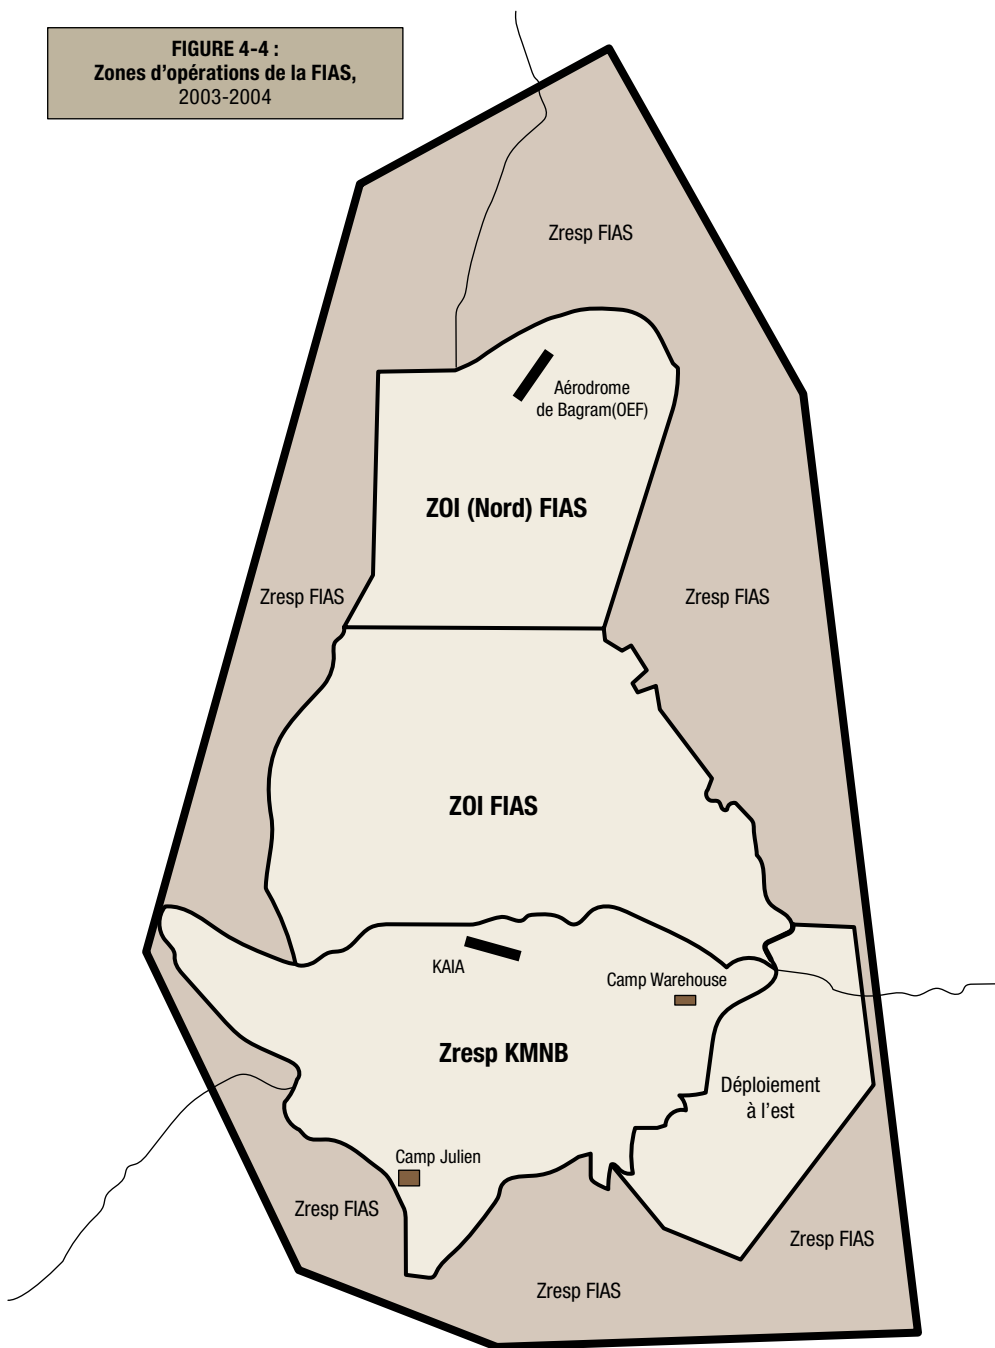 FIGURE 4-4 :
Zones d’opérations de la FIAS,
2003-2004
Zresp FIAS
Aérodrome
de Bagram(OEF)
ZOI (Nord) FIAS
Zresp FIAS
Zresp FIAS
ZOI FIAS
KAIA
Camp Warehouse
Zresp KMNB
Déploiement
à l’est
Camp Julien
Zresp FIAS
Zresp FIAS
Zresp FIAS